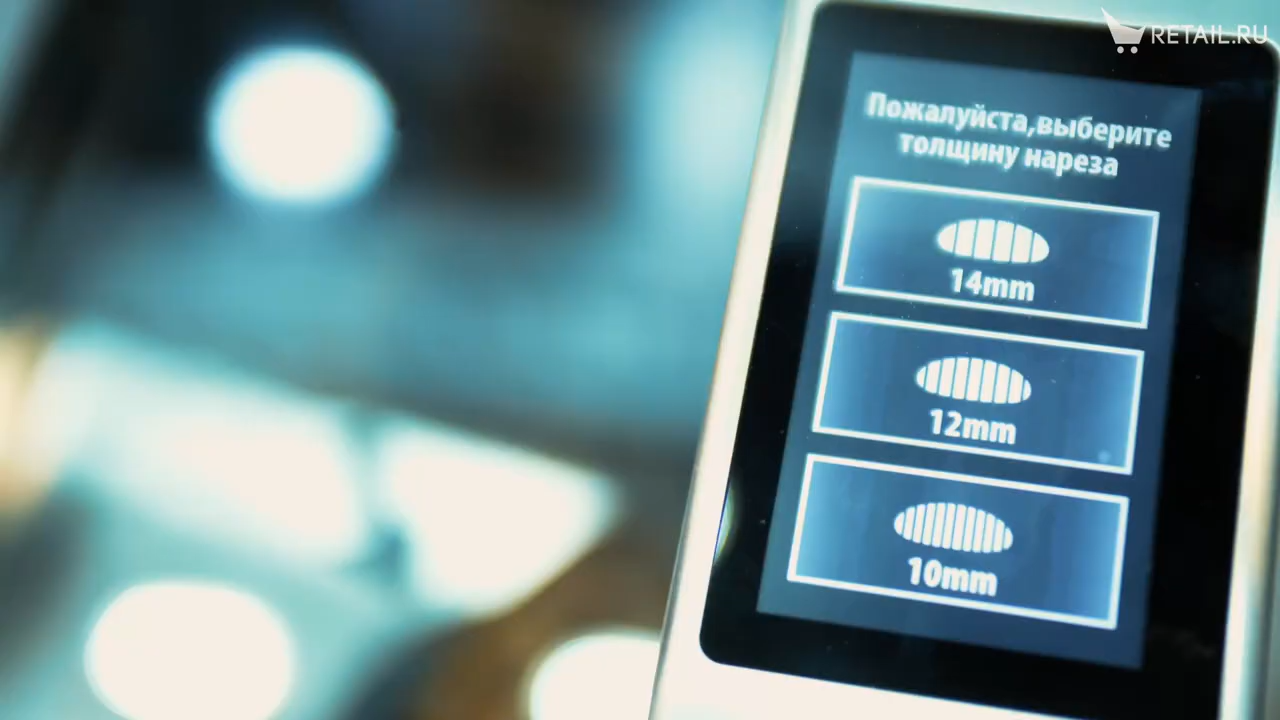 RETAIL.RU
Пожалуйста,выберите
толщину нареза
14mm
12mm
10mm